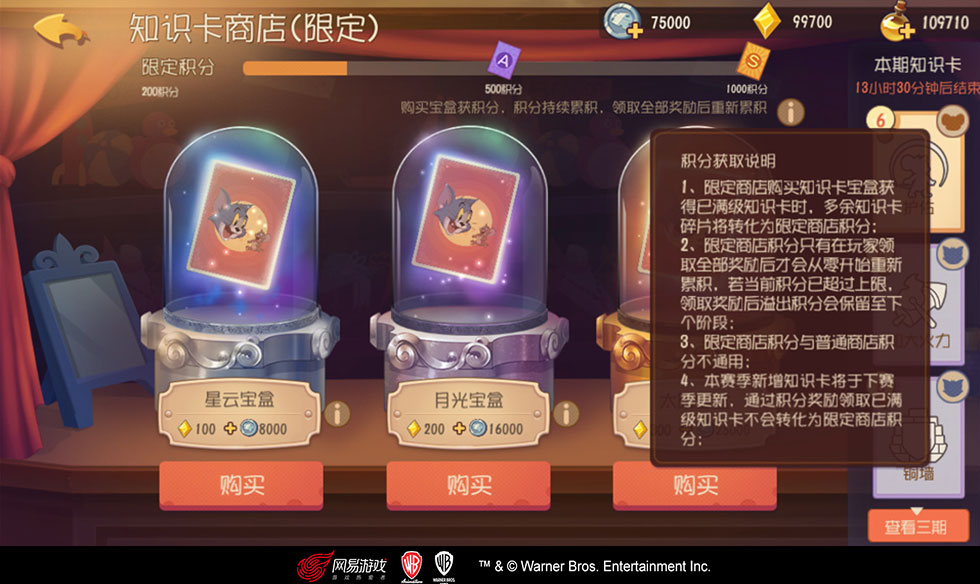 知识卡商店(限定)
75000
99700
109710
限定积分
200积分
A
500积分
S
1000积分
购买宝盒获积分，积分持续累积，领取全部奖励后重新累积
本期知识卡
13小时30分钟后结束
6
积分获取说明
1、限定商店购买知识卡宝盒获
得已满级知识卡时，多余知识卡
碎片将转化为限定商店积分；
2、限定商店积分只有在玩家领
取全部奖励后才会从零开始重新
累积，若当前积分已超过上限，
领取奖励后溢出积分会保留至下
个阶段；
3、限定商店积分与普通商店积
分不通用；
4、本赛季新增知识卡将于下赛
季更新，通过积分奖励领取已满
级知识卡不会转化为限定商店积
分；
火力
铜墙
星云宝盒
100
8000
月光宝盒
200
16000
购买
购买
购买
查看三期
网易游戏
游戏热爱者
WB
WB
™ & © Warner Bros. Entertainment Inc.